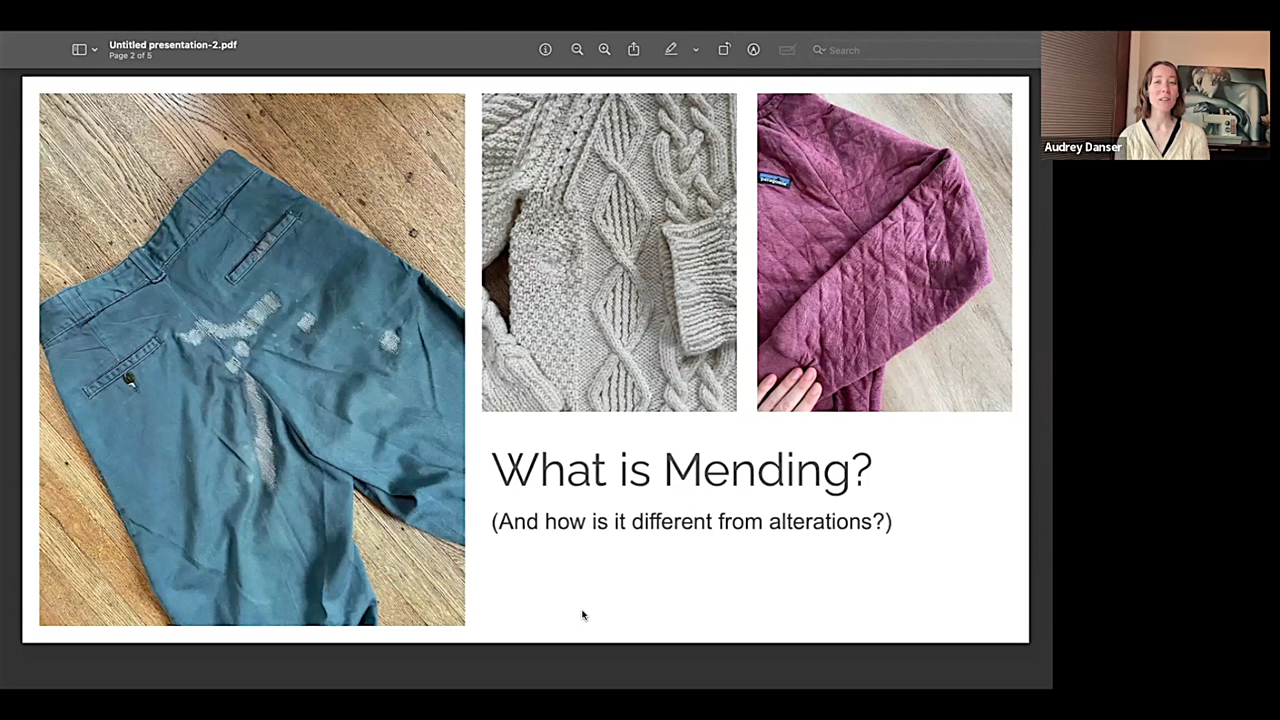 Untitled presentation-2.pdf
Page 2 of 5
Search
Audrey Danser
patagonia
What is Mending?
(And how is it different from alterations?)